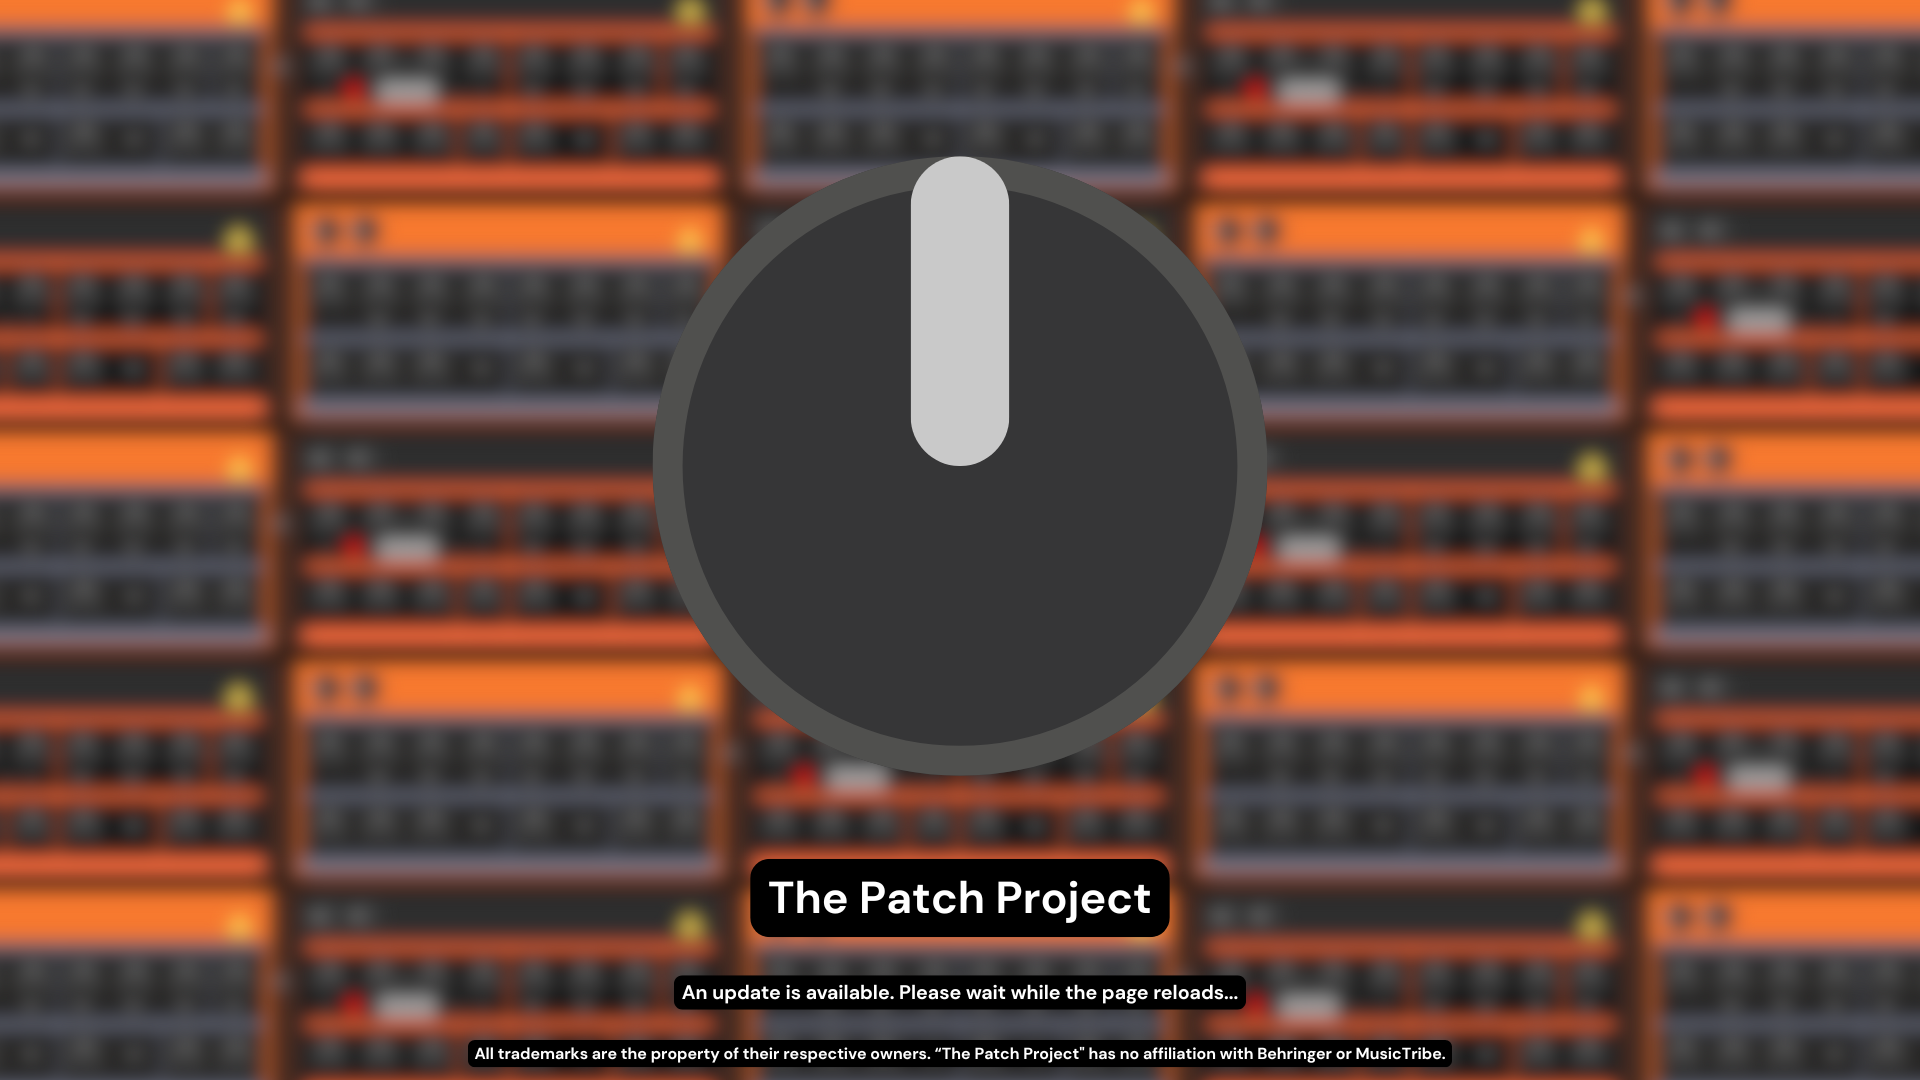 The Patch Project
An update is available. Please wait while the page reloads...
All trademarks are the property of their respective owners. “The Patch Project" has no affiliation with Behringer or MusicTribe.